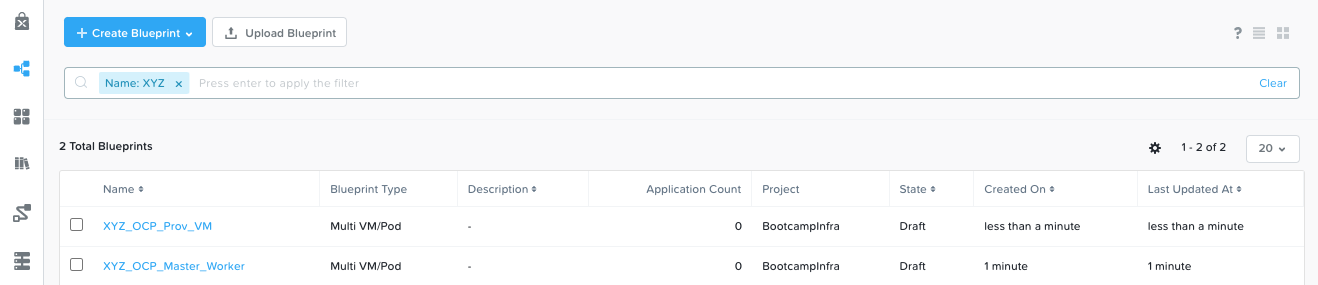 + Create Blueprint Upload Blueprint ?
Name: XYZ × Press enter to apply the filter Clear
2 Total Blueprints 1 - 2 of 2 20
Name Blueprint Type Description Application Count Project State Created On Last Updated At
XYZ_OCP_Prov_VM Multi VM/Pod - 0 BootcampInfra Draft less than a minute less than a minute
XYZ_OCP_Master_Worker Multi VM/Pod - 0 BootcampInfra Draft 1 minute 1 minute